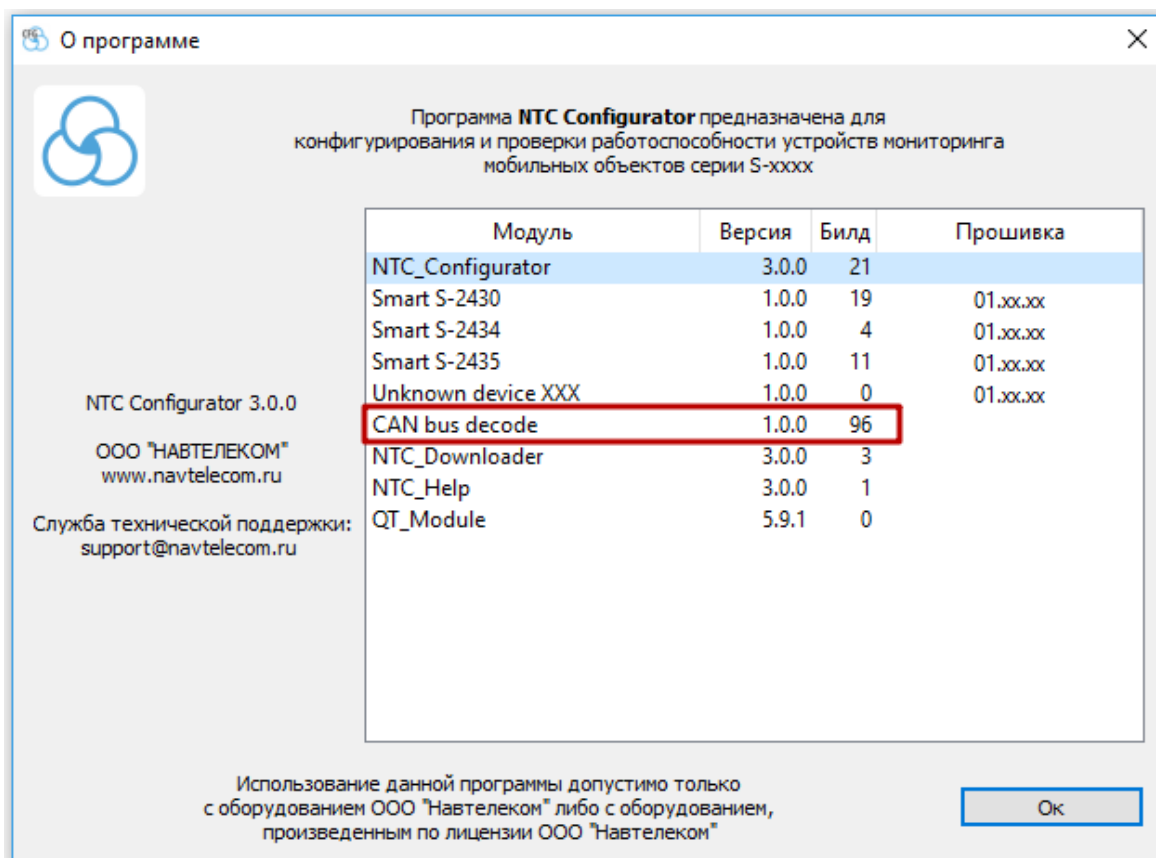 О программе
Программа NTC Configurator предназначена для
конфигурирования и проверки работоспособности устройств мониторинга
мобильных объектов серии S-xxxx
Модуль Версия Билд Прошивка
NTC_Configurator 3.0.0 21
Smart S-2430 1.0.0 19 01.xx.xx
Smart S-2434 1.0.0 4 01.xx.xx
Smart S-2435 1.0.0 11 01.xx.xx
Unknown device XXX 1.0.0 0 01.xx.xx
CAN bus decode 1.0.0 96
NTC_Downloader 3.0.0 3
NTC_Help 3.0.0 1
QT_Module 5.9.1 0
NTC Configurator 3.0.0
ООО "НАВТЕЛЕКОМ"
www.navtelecom.ru
Служба технической поддержки:
support@navtelecom.ru
Использование данной программы допустимо только
с оборудованием ООО "Навтелеком" либо с оборудованием,
произведенным по лицензии ООО "Навтелеком"
Ок